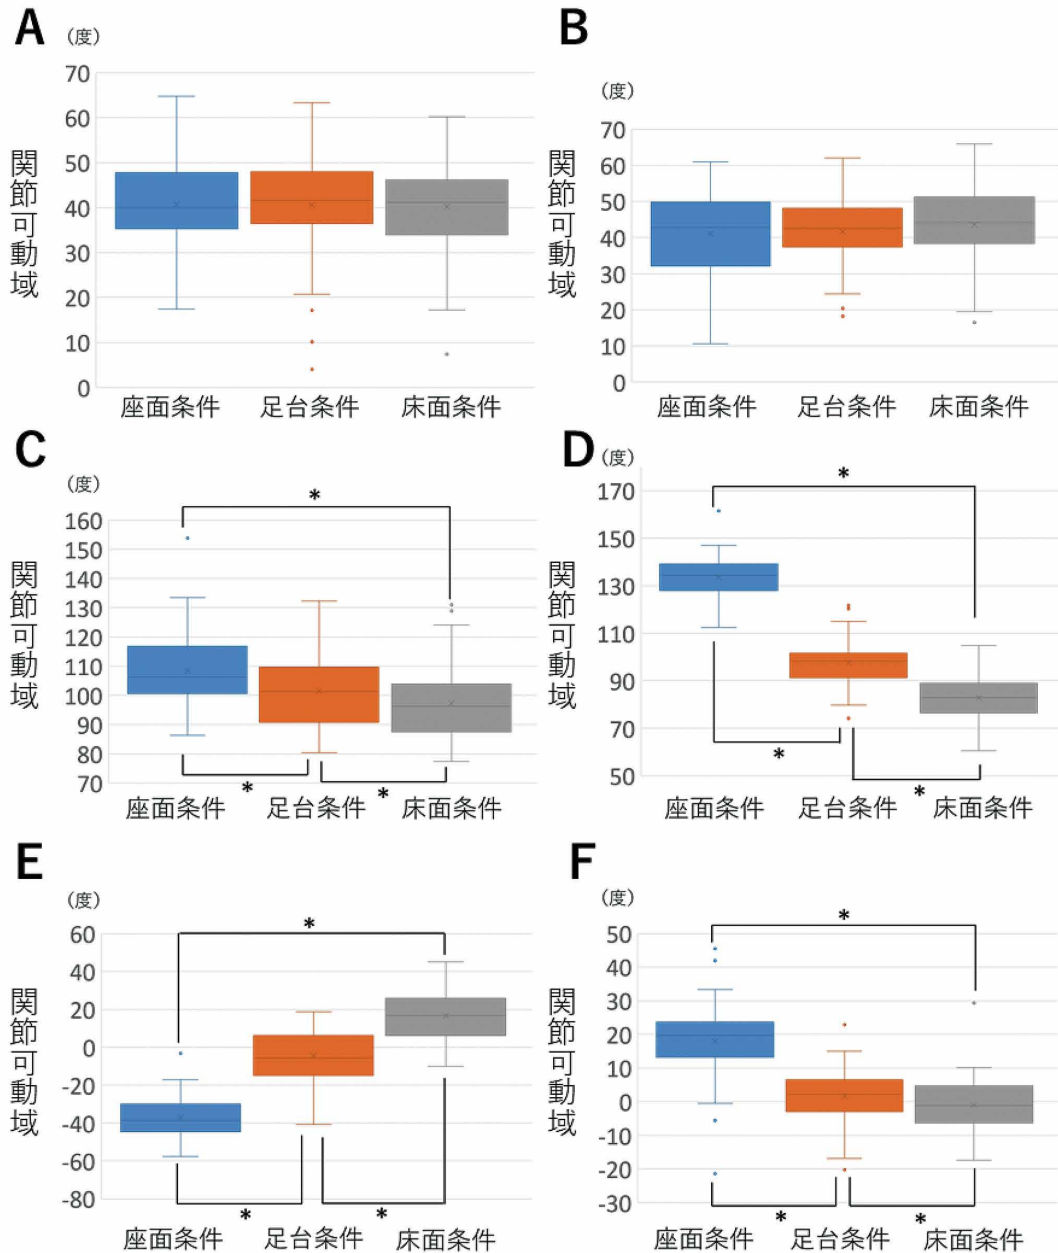 A
（度）
関節可動域
70
60
50
40
30
20
10
0
座面条件
足台条件
床面条件
B
（度）
関節可動域
70
60
50
40
30
20
10
0
座面条件
足台条件
床面条件
C
（度）
関節可動域
160
150
140
130
120
110
100
90
80
70
*
*
*
座面条件
足台条件
床面条件
D
（度）
関節可動域
170
150
130
110
90
70
50
*
*
*
座面条件
足台条件
床面条件
E
（度）
関節可動域
60
40
20
0
-20
-40
-60
-80
*
*
*
座面条件
足台条件
床面条件
F
（度）
関節可動域
50
40
30
20
10
0
-10
-20
-30
*
*
*
座面条件
足台条件
床面条件